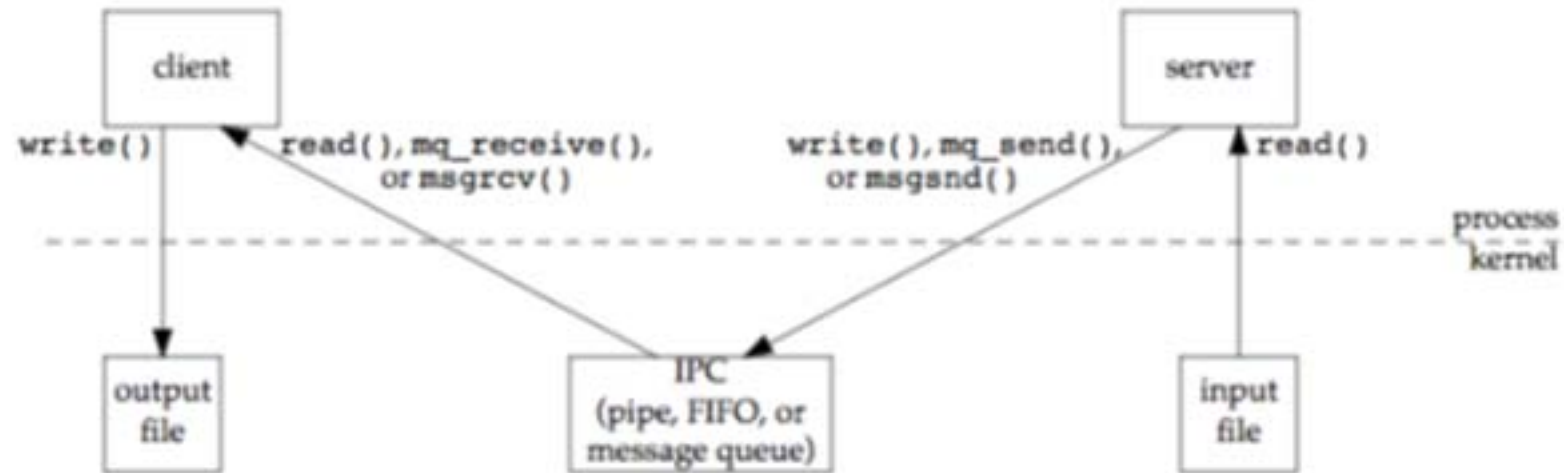 client
server
write()
read(), mq_receive(),
or msgrcv()
write(), mq_send(),
or msgsnd()
read()
process
kernel
output
file
IPC
(pipe, FIFO, or
message queue)
input
file